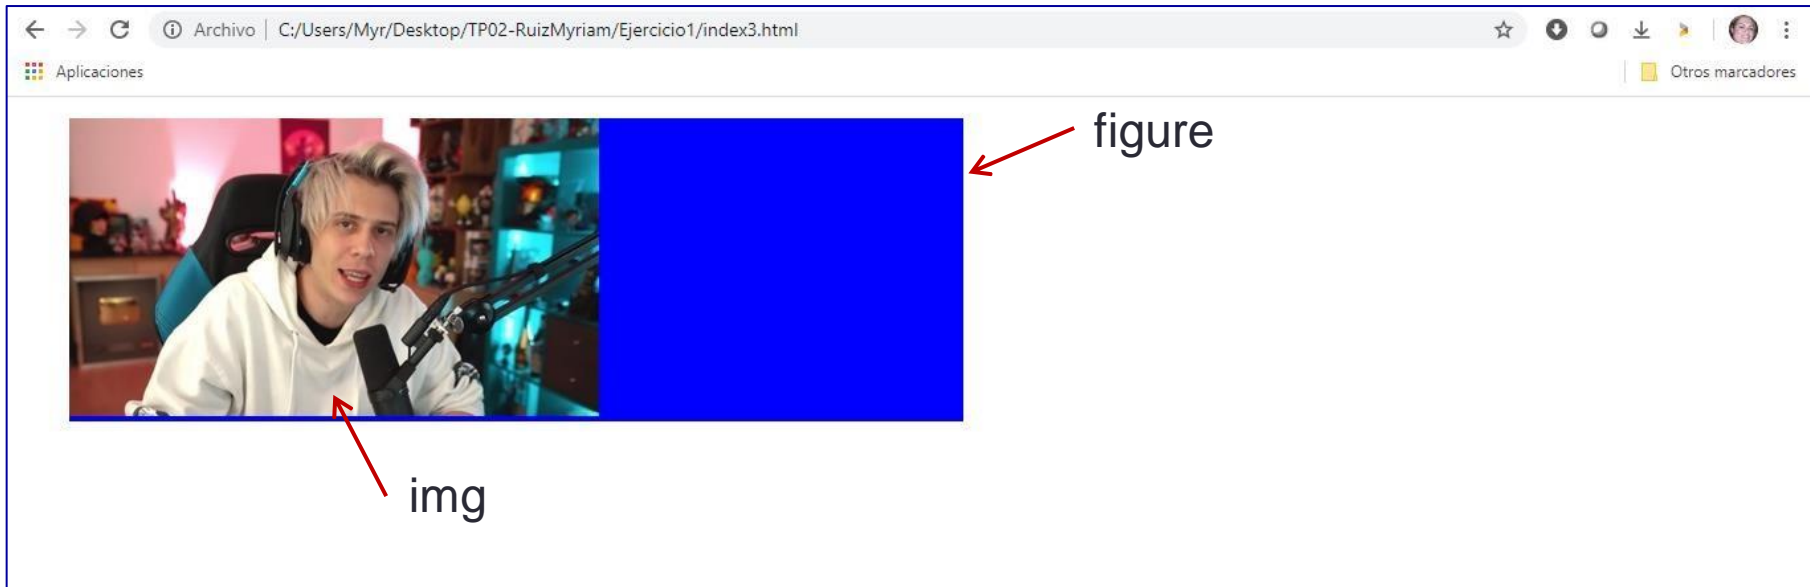 Archivo | C:/Users/Myr/Desktop/TP02-RuizMyriam/Ejercicio1/index3.html
Aplicaciones
Otros marcadores
figure
img